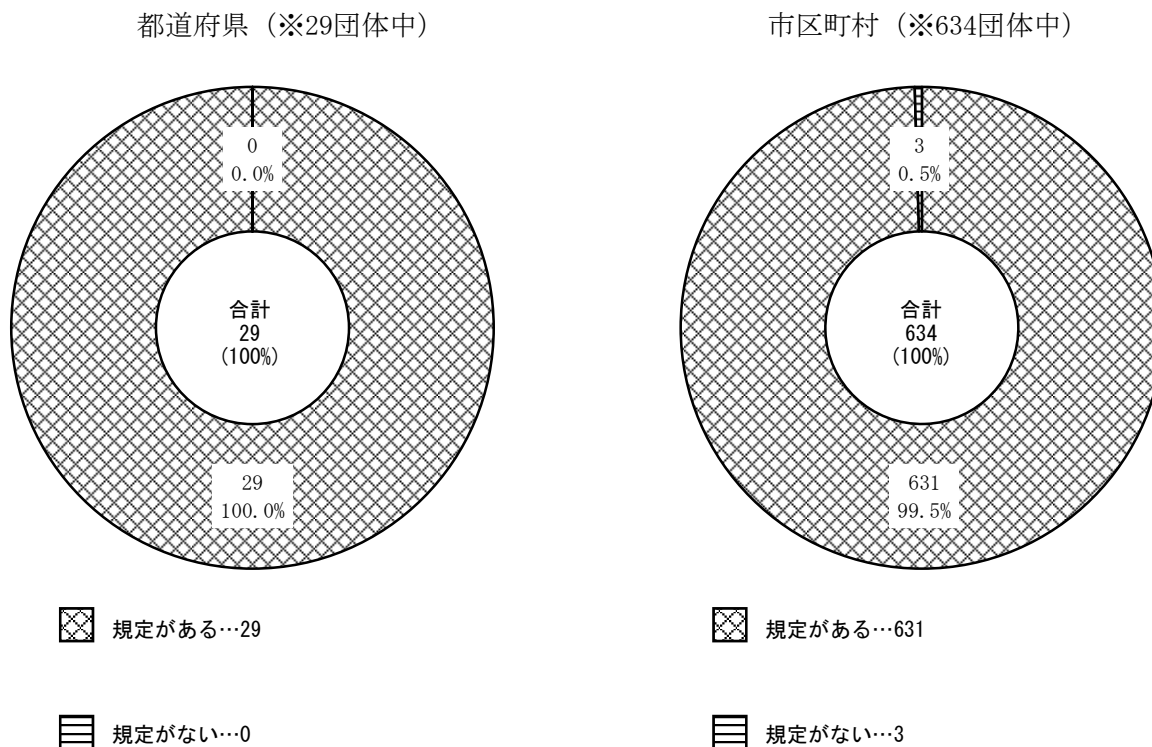 都道府県（※29団体中）
0
0.0%
合計
29
(100%)
29
100.0%
規定がある…29
規定がない…0
市区町村（※634団体中）
3
0.5%
合計
634
(100%)
631
99.5%
規定がある…631
規定がない…3